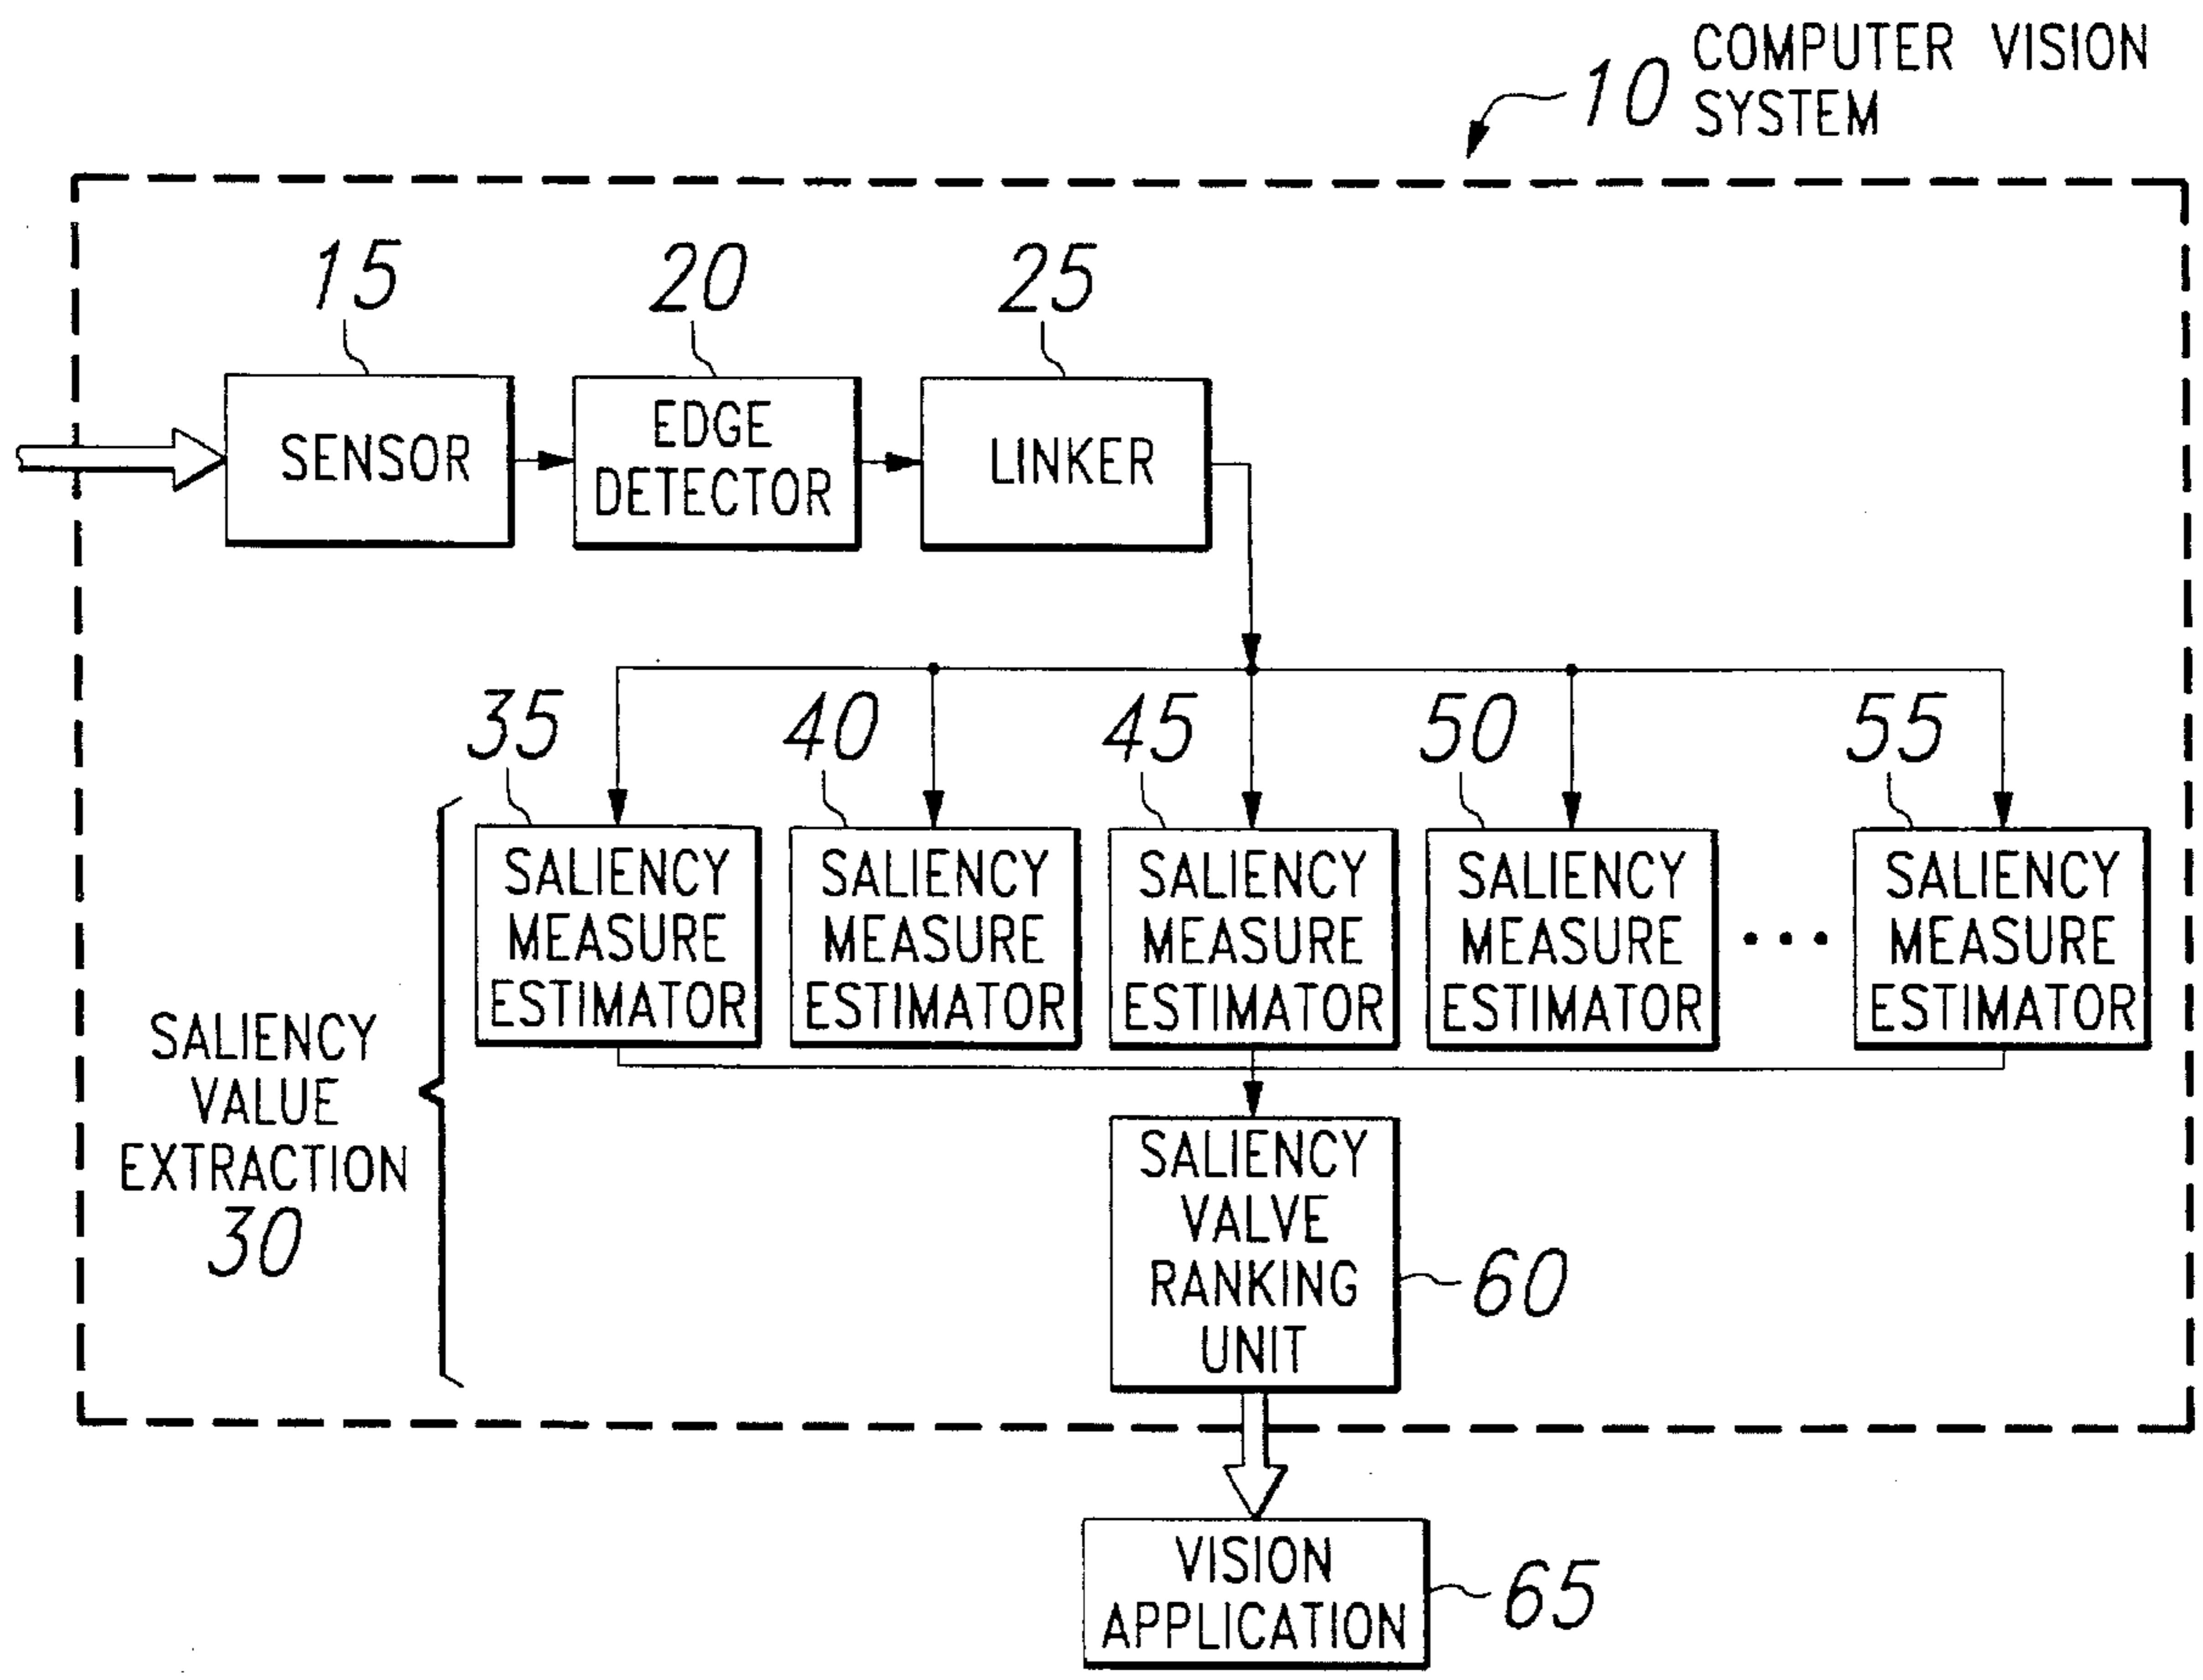 10 COMPUTER VISION
SYSTEM
15
20
25
SENSOR
EDGE
DETECTOR
LINKER
35
40
45
50
55
SALIENCY
MEASURE
ESTIMATOR
SALIENCY
MEASURE
ESTIMATOR
SALIENCY
MEASURE
ESTIMATOR
SALIENCY
MEASURE
ESTIMATOR
...
SALIENCY
MEASURE
ESTIMATOR
SALIENCY
VALUE
EXTRACTION
30
SALIENCY
VALVE
RANKING
UNIT
60
VISION
APPLICATION
65